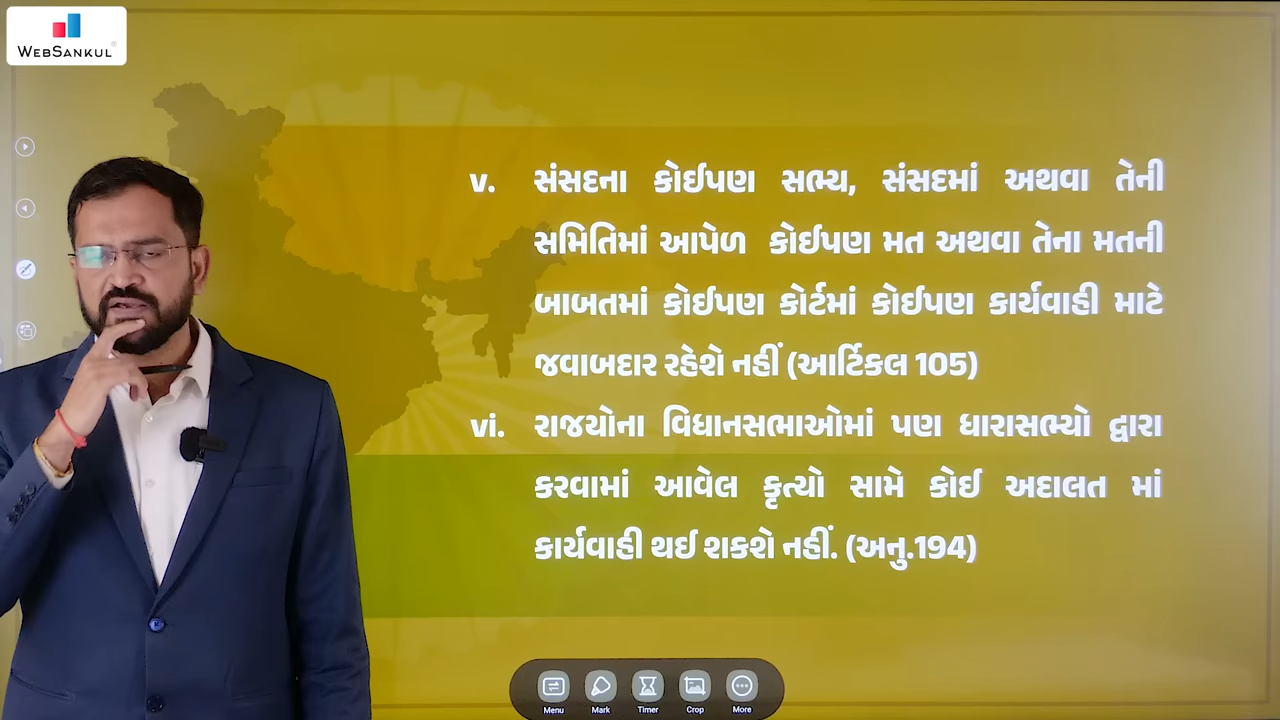 WEBSANKUL
v. સંસદના કોઈપણ સભ્ય, સંસદમાં અથવા તેની
સમિતિમાં આપેળ કોઈપણ મત અથવા તેના મતની
બાબતમાં કોઈપણ કોર્ટમાં કોઈપણ કાર્યવાહી માટે
જવાબદાર રહેશે નહીં (આર્ટિકલ 105)
vi. રાજયોના વિધાનસભાઓમાં પણ ધારાસભ્યો દ્વારા
કરવામાં આવેલ કૃત્યો સામે કોઈ અદાલત માં
કાર્યવાહી થઈ શકશે નહીં. (અનુ.194)
Menu Mark Timer Crop More